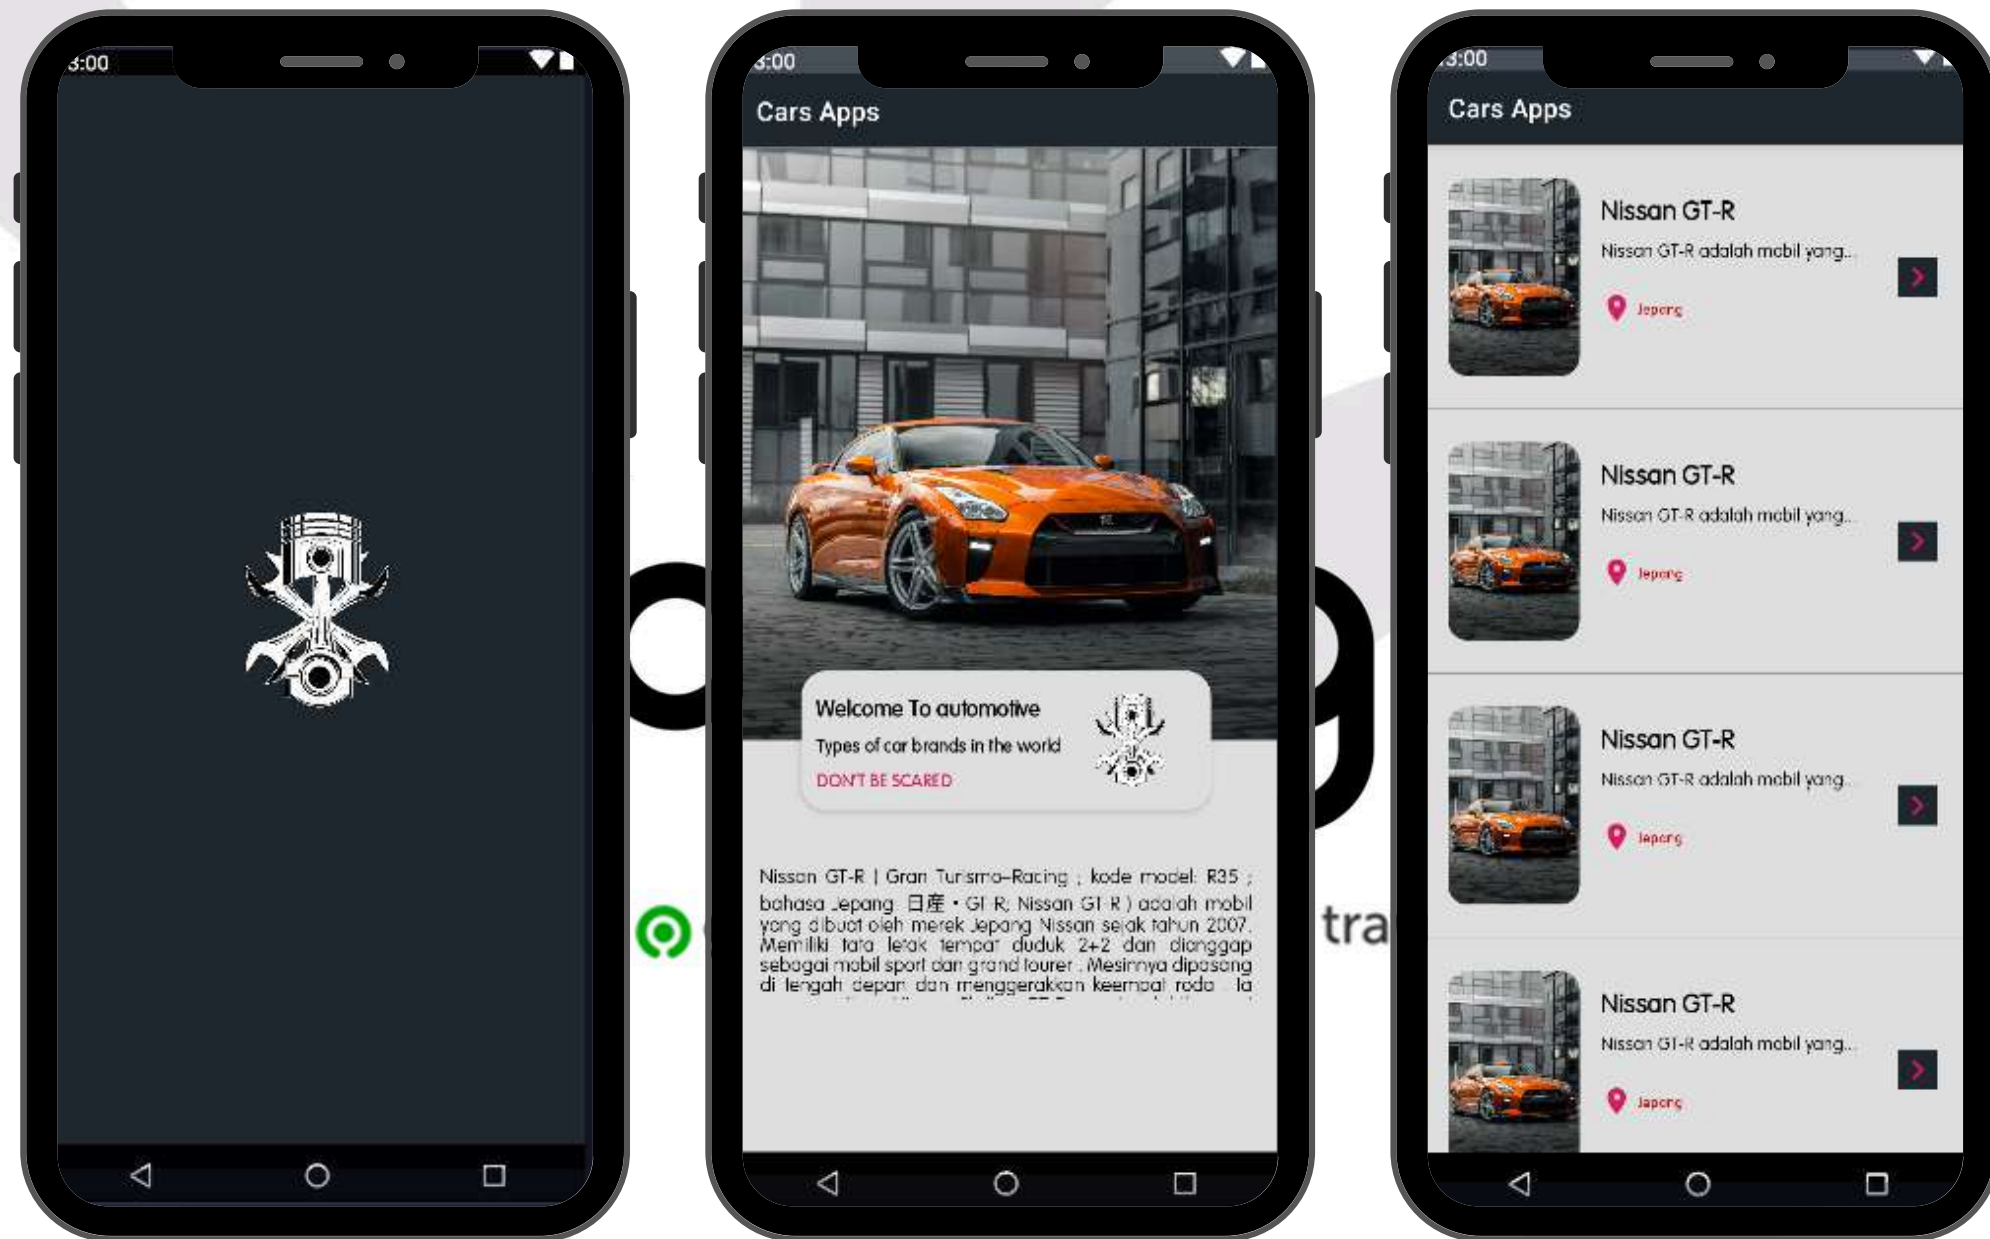 3:00
3:00
Cars Apps
Welcome To automotive
Types of car brands in the world
DON'T BE SCARED
Nissan GT-R ( Gran Turismo–Racing ; kode model: R35 ;
bahasa Jepang 日産・GT-R; Nissan GT-R ) adalah mobil
yang dibuat oleh merek Jepang Nissan sejak tahun 2007.
Memiliki tata letak tempat duduk 2+2 dan dianggap
sebagai mobil sport dan grand tourer . Mesinnya dipasang
di tengah depan dan menggerakkan keempat roda . Ia
3:00
Cars Apps
Nissan GT-R
Nissan GT-R adalah mobil yang...
Jepang
Nissan GT-R
Nissan GT-R adalah mobil yang...
Jepang
Nissan GT-R
Nissan GT-R adalah mobil yang...
Jepang
Nissan GT-R
Nissan GT-R adalah mobil yang...
Jepang
o
g
tra